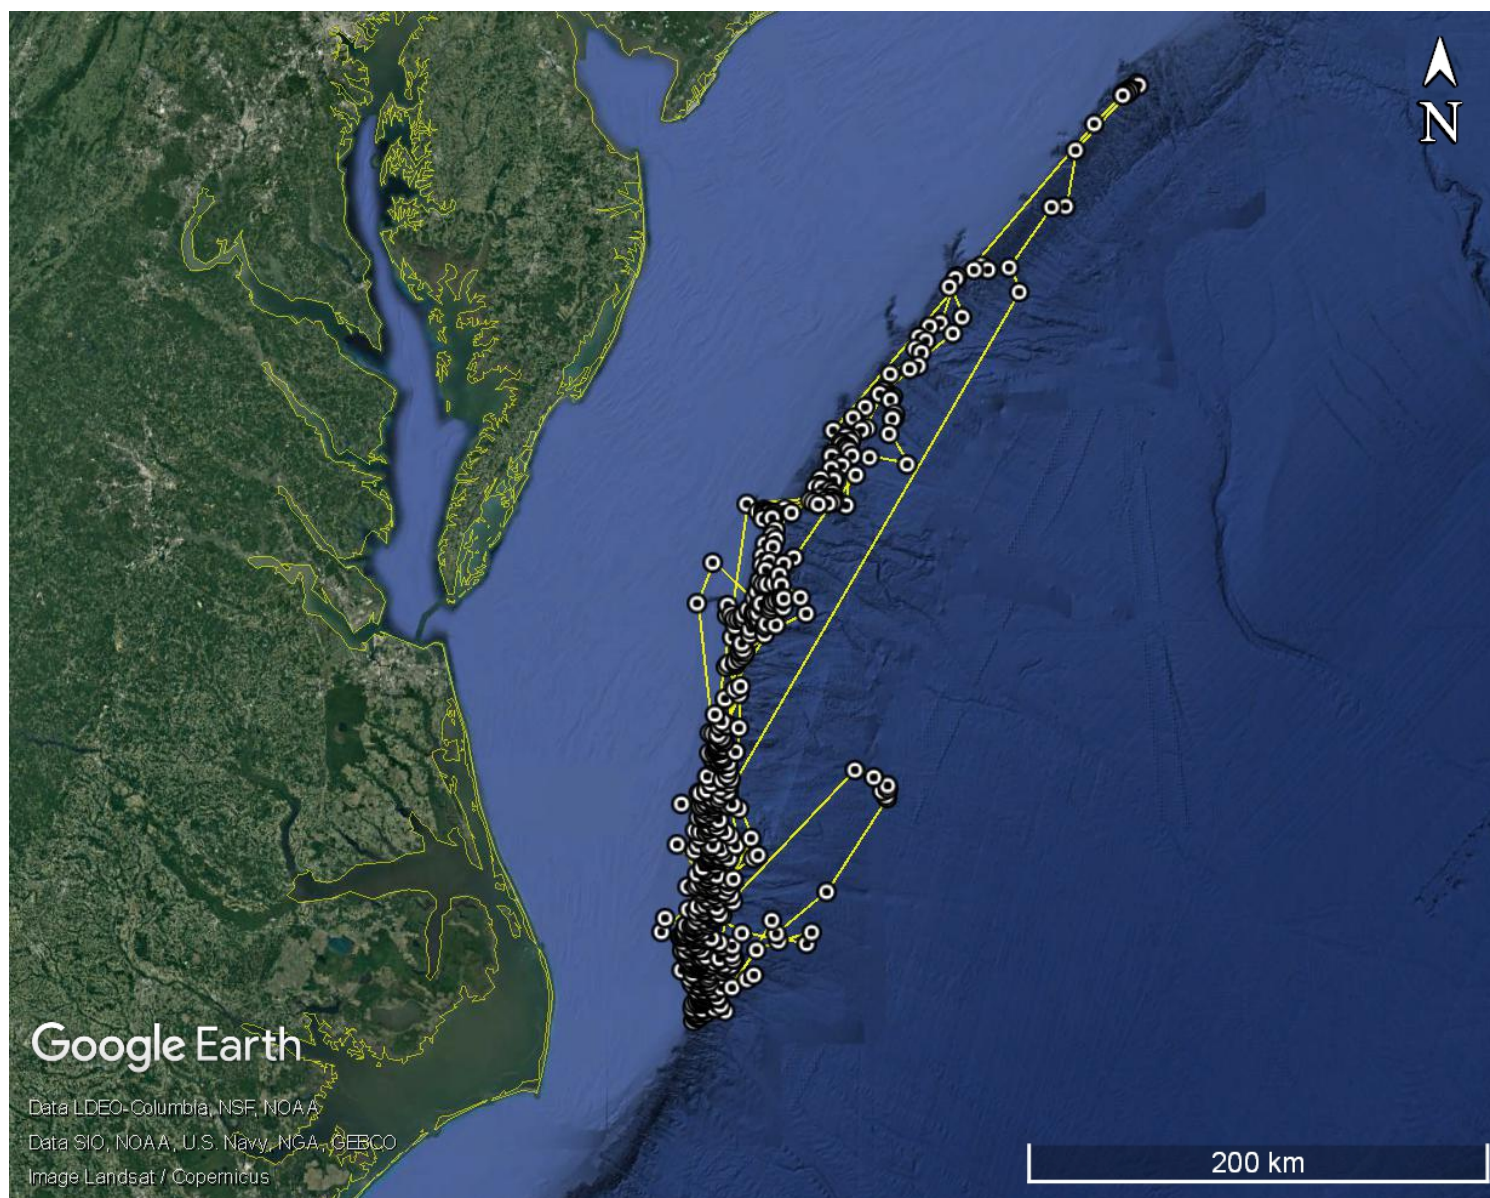 N
Google Earth
Data LDEO-Columbia, NSF, NOAA
Data SIO, NOAA, U.S. Navy, NGA, GEBCO
Image Landsat / Copernicus
200 km